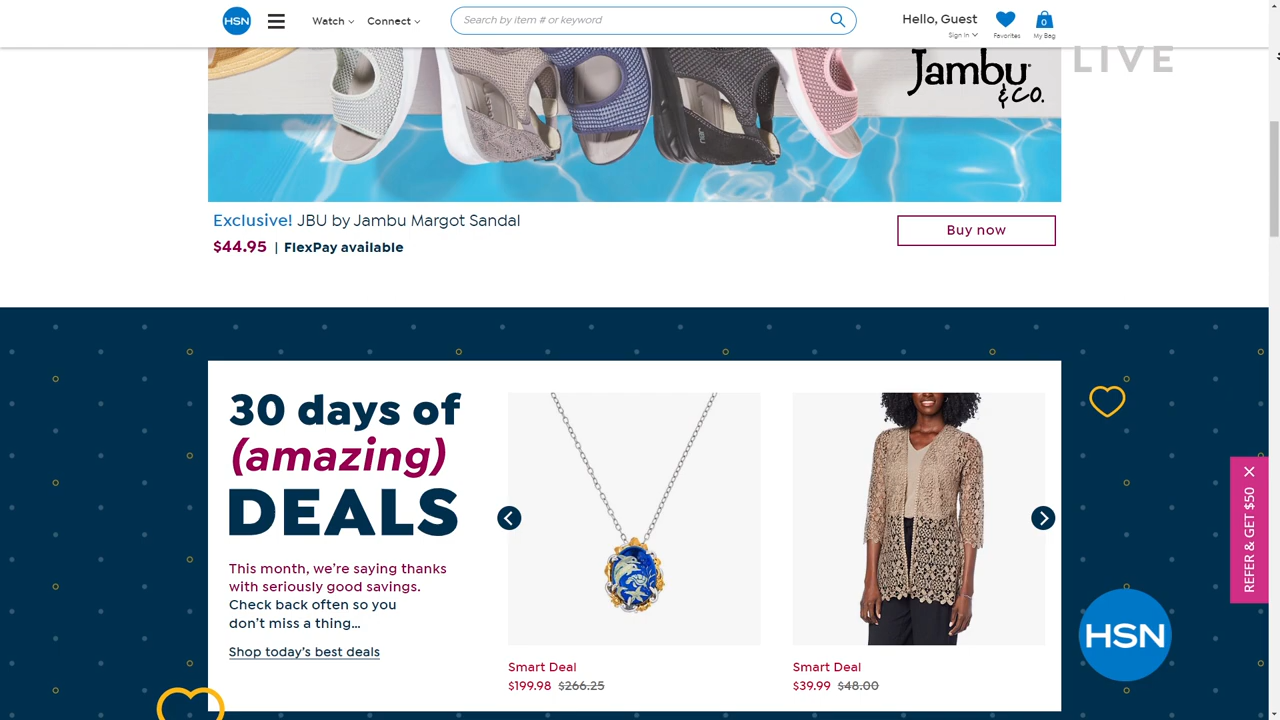 HSN
Watch
Connect
Search by item # or keyword
Hello, Guest
Sign In
Favorites
0
My Bag
LIVE
Jambu
& CO.
JBU
Exclusive! JBU by Jambu Margot Sandal
$44.95 | FlexPay available
Buy now
30 days of
(amazing)
DEALS
This month, we're saying thanks
with seriously good savings.
Check back often so you
don't miss a thing...
Shop today's best deals
Smart Deal
$199.98 $266.25
Smart Deal
$39.99 $48.00
REFER & GET $50
HSN